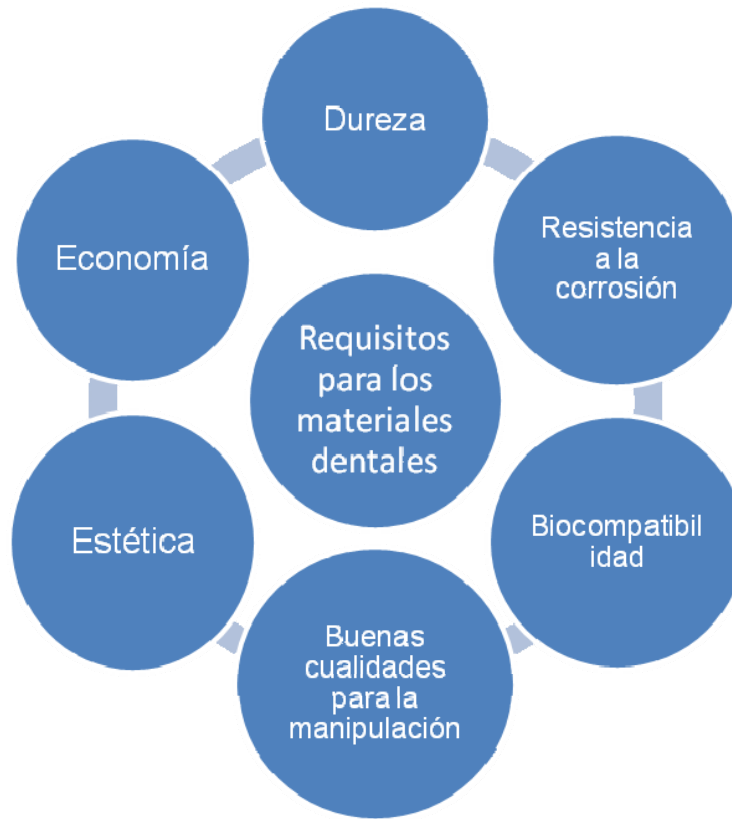 Dureza
Resistencia
a la
corrosión
Biocompatibil
idad
Buenas
cualidades
para la
manipulación
Estética
Economía
Requisitos
para los
materiales
dentales